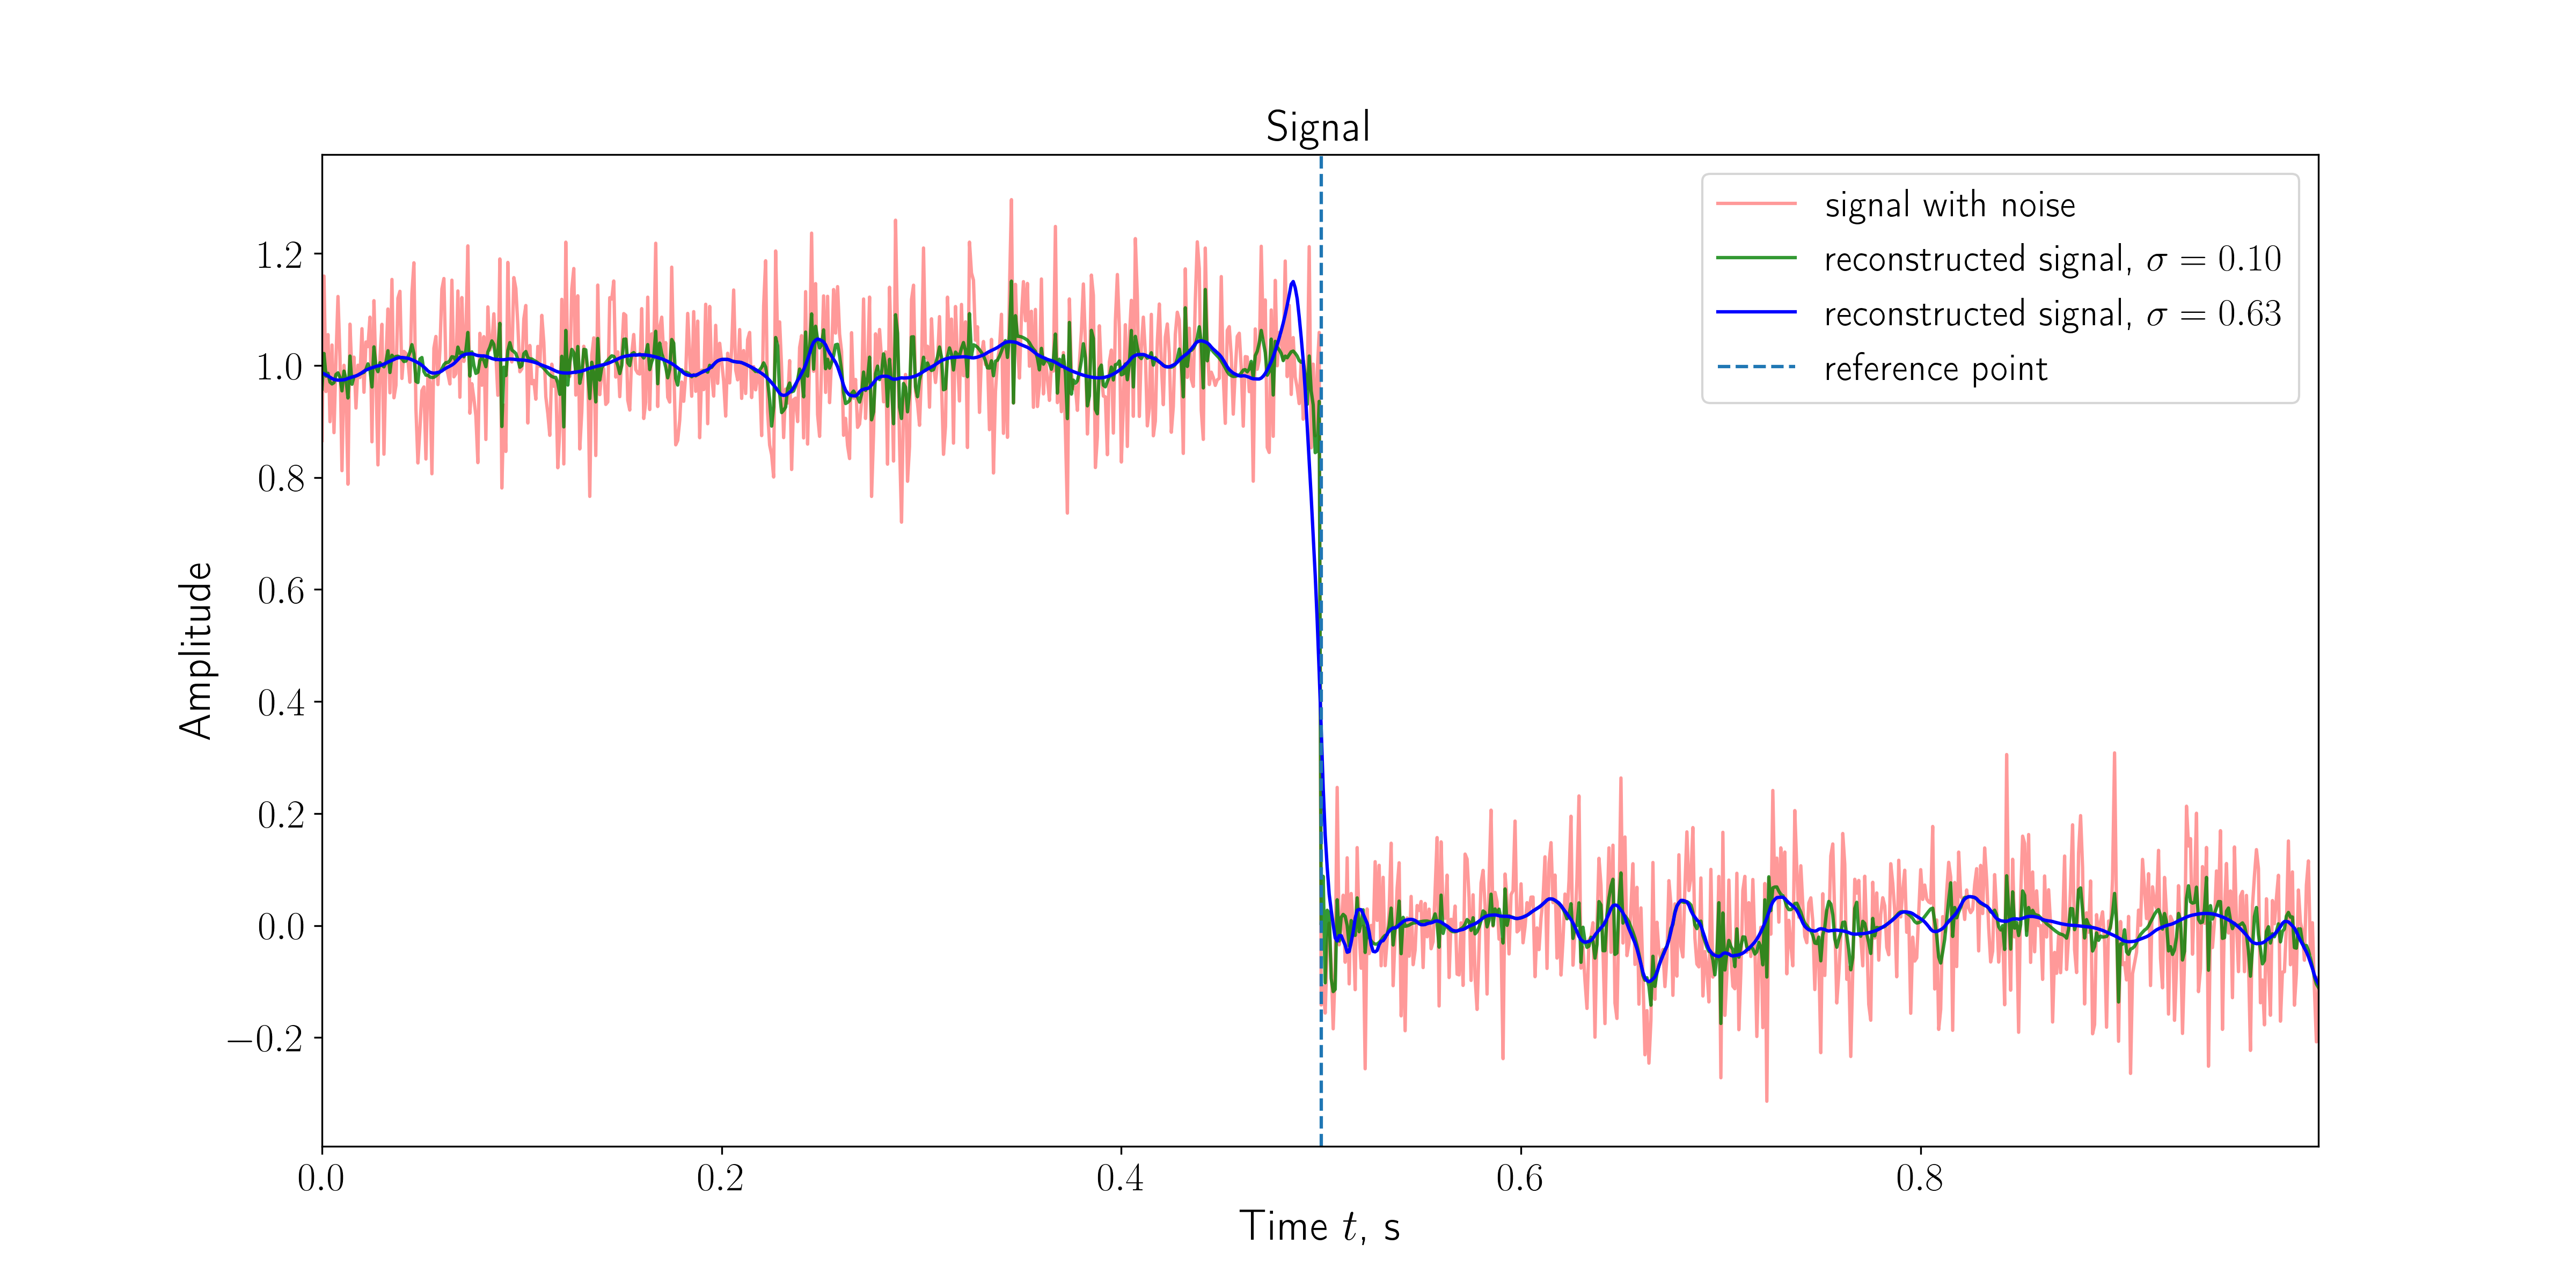 Signal
signal with noise
reconstructed signal, σ = 0.10
reconstructed signal, σ = 0.63
reference point
Amplitude
1.2
1.0
0.8
0.6
0.4
0.2
0.0
−0.2
0.0 0.2 0.4 0.6 0.8
Time t, s